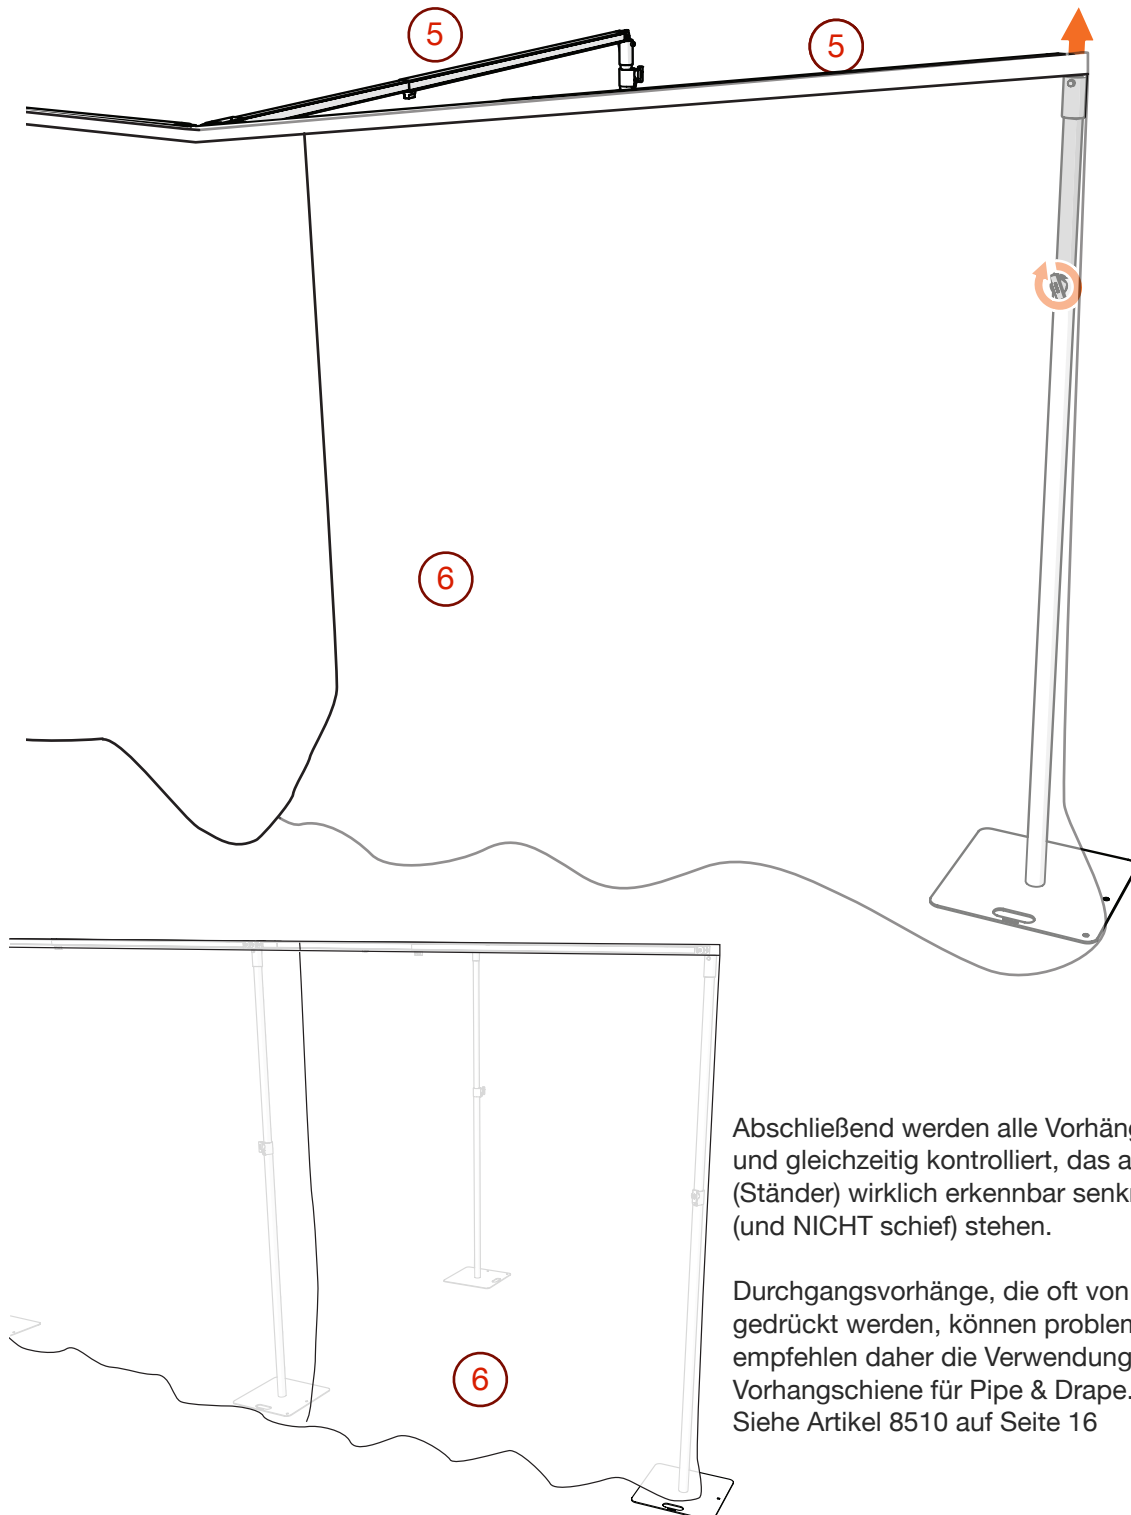 5
5
6
6
Abschließend werden alle
und gleichzeitig kontrolliert, das
(Ständer) wirklich erkennbar
(und NICHT schief) stehen.
Durchgangsvorhänge, die oft von
gedrückt werden, können
empfehlen daher die Verwendung
Vorhangschiene für Pipe & Drape.
Siehe Artikel 8510 auf Seite 16